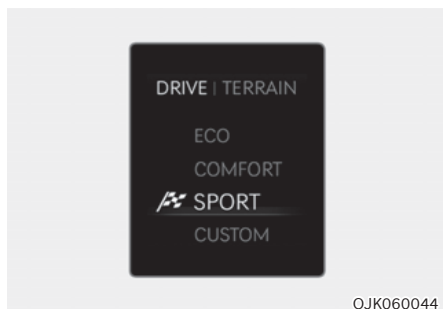 DRIVE | TERRAIN
ECO
COMFORT
SPORT
CUSTOM
OJK060044